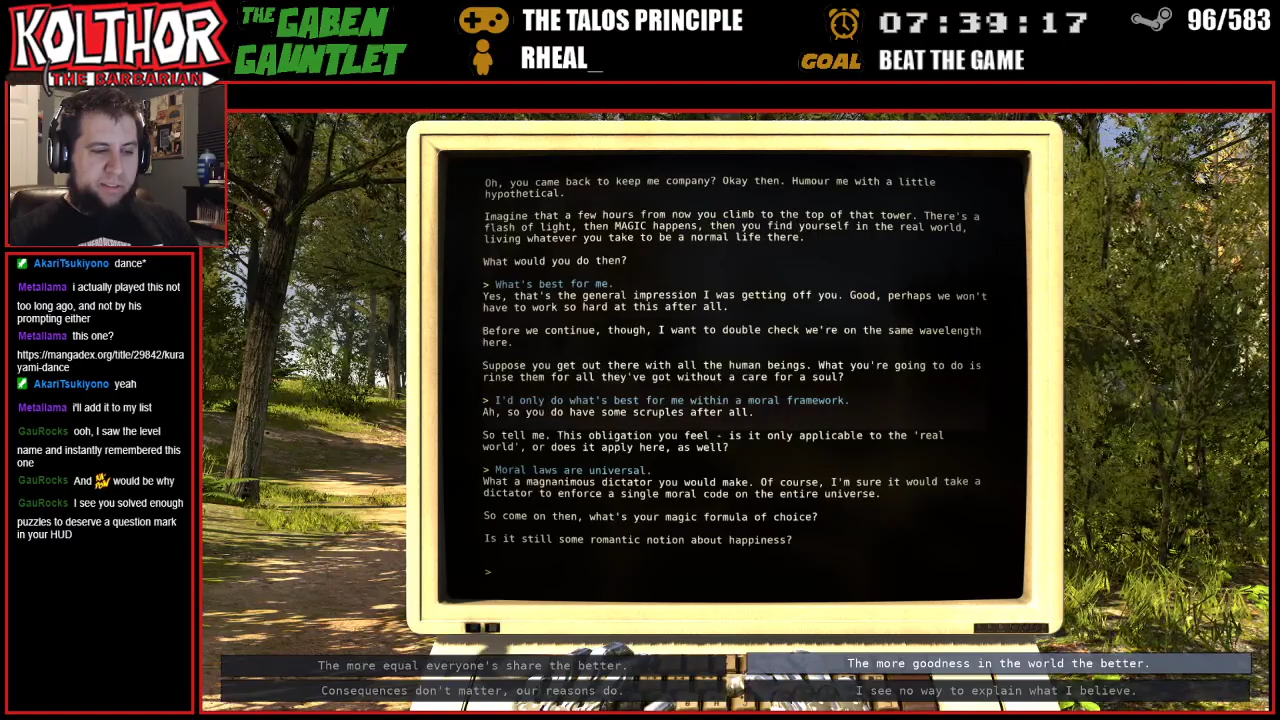 KOLTHOR
THE BARBARIAN
THE GABEN
GAUNTLET
THE TALOS PRINCIPLE
RHEAL_
07:39:17
96/583
GOAL BEAT THE GAME
AkariTsukiyono dance*
Metallama i actually played this not
too long ago, and not by his
prompting either
Metallama this one?
https://mangadex.org/title/29842/kura
yami-dance
AkariTsukiyono yeah
Metallama i'll add it to my list
GauRocks ooh, I saw the level
name and instantly remembered this
one
GauRocks And KAPOW would be why
GauRocks I see you solved enough
puzzles to deserve a question mark
in your HUD
Oh, you came back to keep me company? Okay then. Humour me with a little
hypothetical.
Imagine that a few hours from now you climb to the top of that tower. There's a
flash of light, then MAGIC happens, then you find yourself in the real world,
living whatever you take to be a normal life there.
What would you do then?
> What's best for me.
Yes, that's the general impression I was getting off you. Good, perhaps we won't
have to work so hard at this after all.
Before we continue, though, I want to double check we're on the same wavelength
here.
Suppose you get out there with all the human beings. What you're going to do is
rinse them for all they've got without a care for a soul?
> I'd only do what's best for me within a moral framework.
Ah, so you do have some scruples after all.
So tell me. This obligation you feel - is it only applicable to the 'real
world', or does it apply here, as well?
> Moral laws are universal.
What a magnanimous dictator you would make. Of course, I'm sure it would take a
dictator to enforce a single moral code on the entire universe.
So come on then, what's your magic formula of choice?
Is it still some romantic notion about happiness?
>
The more equal everyone's share the better.
The more goodness in the world the better.
Consequences don't matter, our reasons do.
I see no way to explain what I believe.